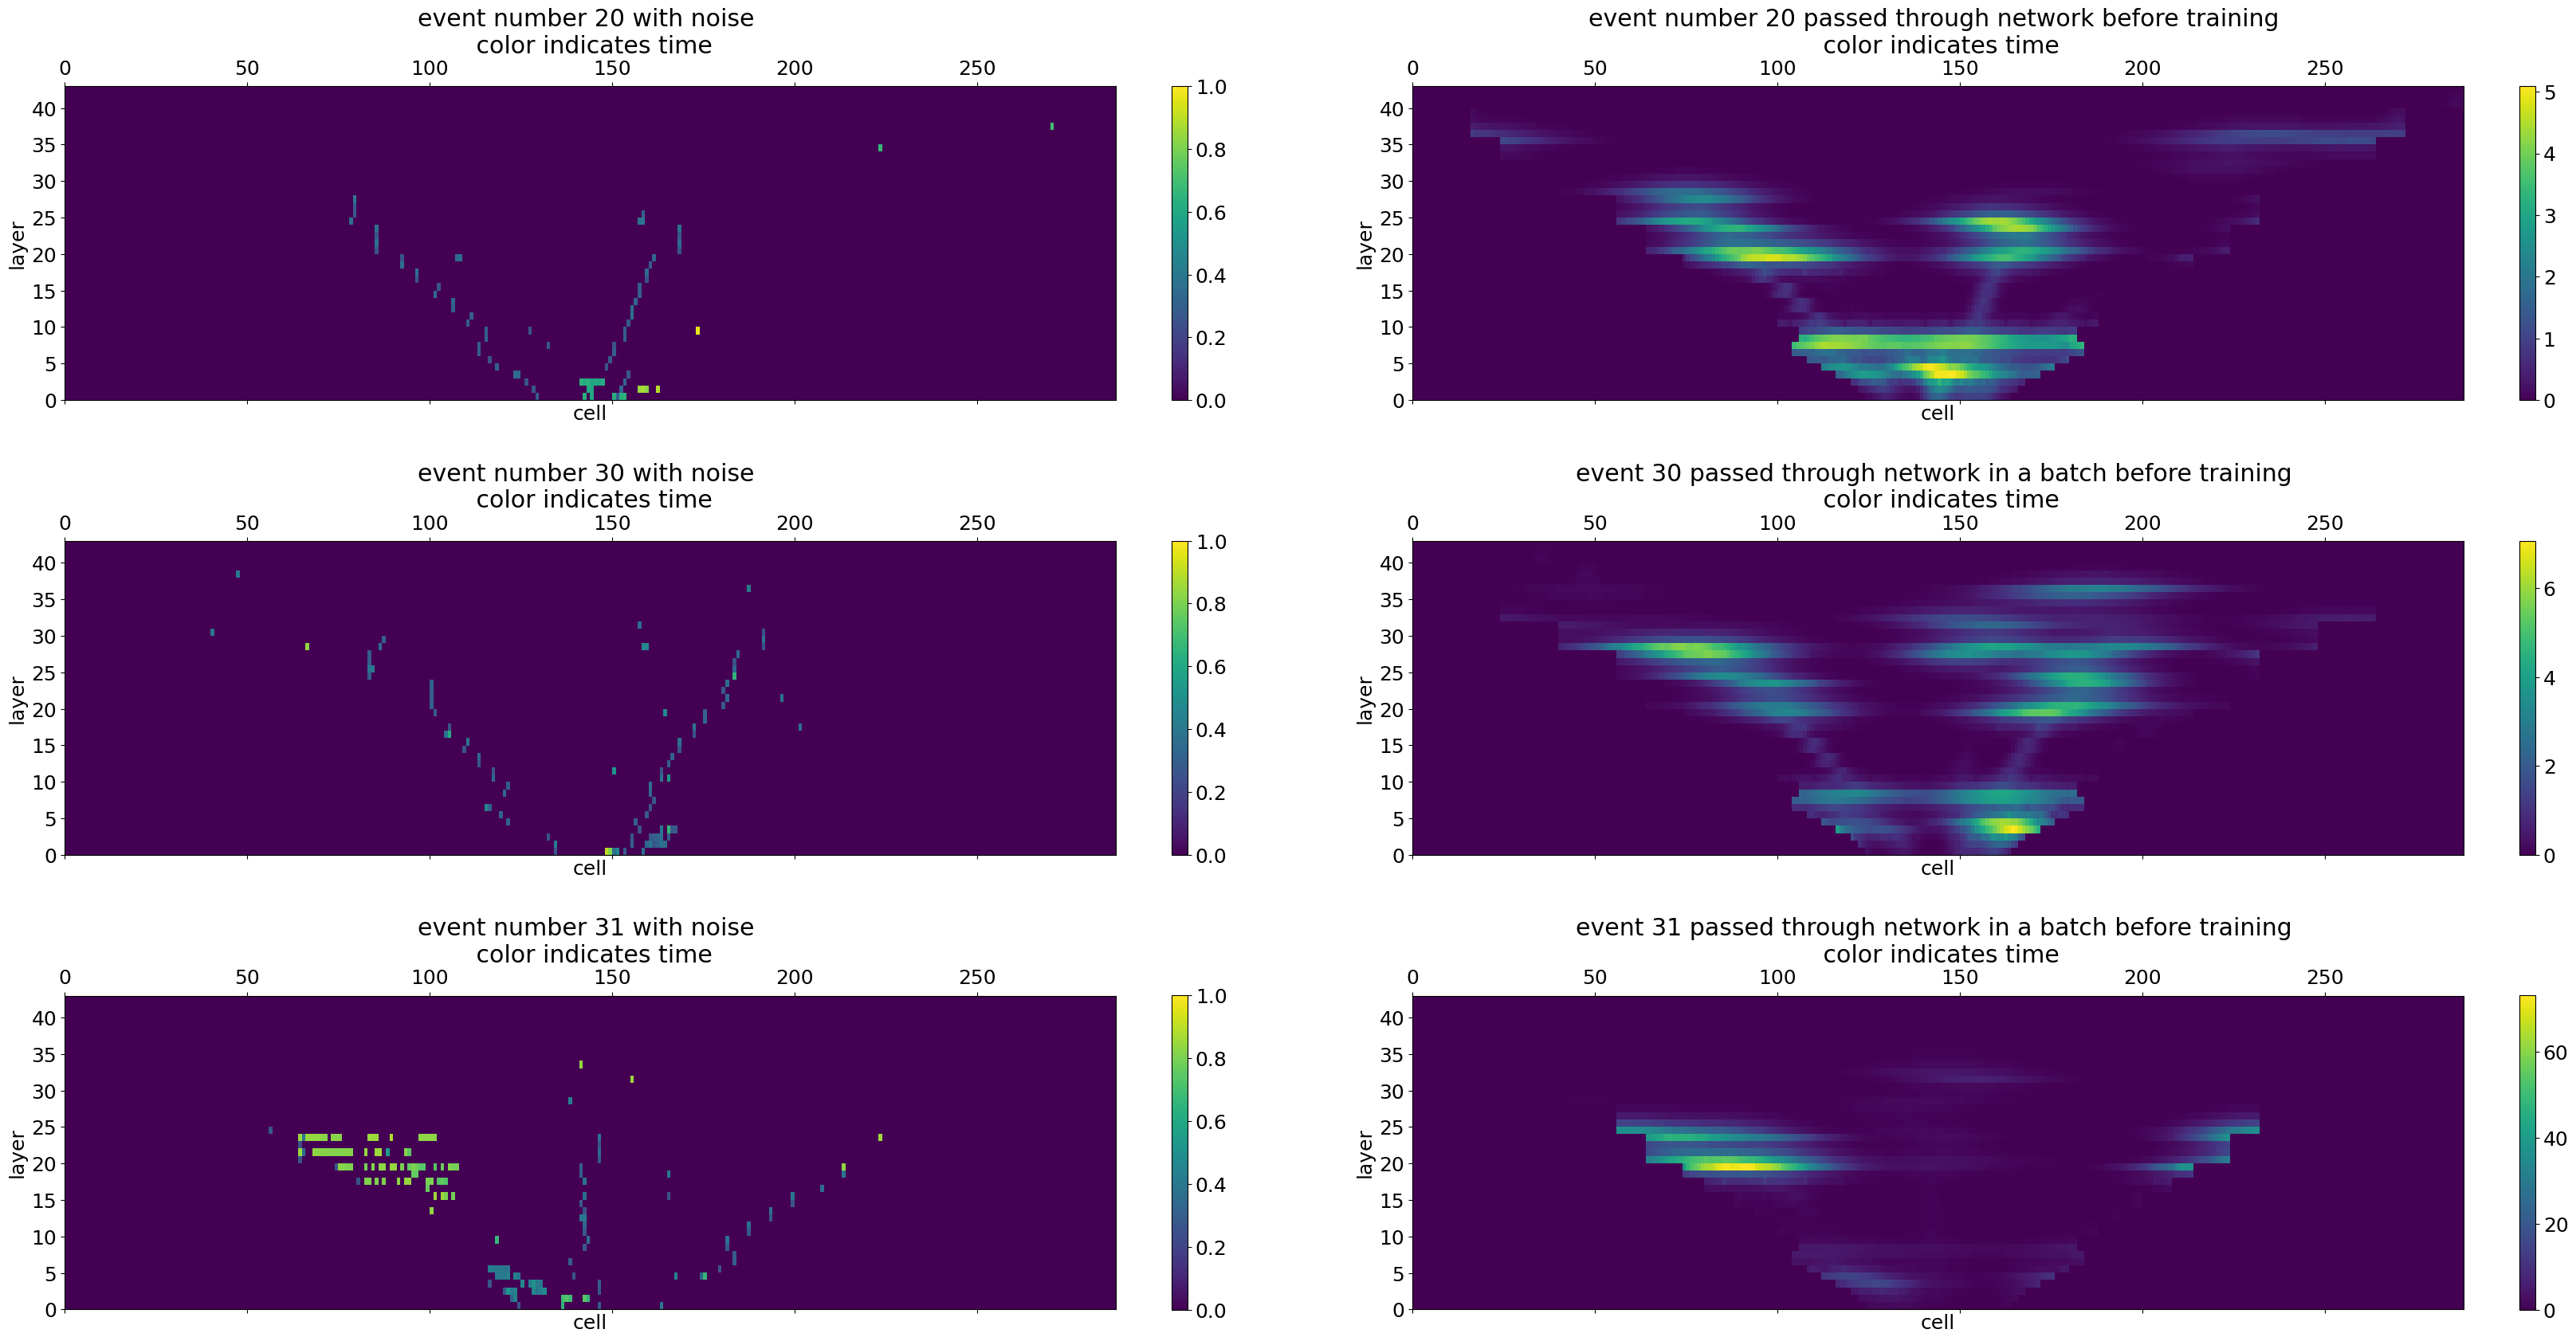 event number 20 with noise
color indicates time
0 50 100 150 200 250
40
35
30
25
20
15
10
5
0
layer
cell
1.0
0.8
0.6
0.4
0.2
0.0
event number 20 passed through network before training
color indicates time
0 50 100 150 200 250
40
35
30
25
20
15
10
5
0
layer
cell
5
4
3
2
1
0
event number 30 with noise
color indicates time
0 50 100 150 200 250
40
35
30
25
20
15
10
5
0
layer
cell
1.0
0.8
0.6
0.4
0.2
0.0
event 30 passed through network in a batch before training
color indicates time
0 50 100 150 200 250
40
35
30
25
20
15
10
5
0
layer
cell
6
4
2
0
event number 31 with noise
color indicates time
0 50 100 150 200 250
40
35
30
25
20
15
10
5
0
layer
cell
1.0
0.8
0.6
0.4
0.2
0.0
event 31 passed through network in a batch before training
color indicates time
0 50 100 150 200 250
40
35
30
25
20
15
10
5
0
layer
cell
60
40
20
0